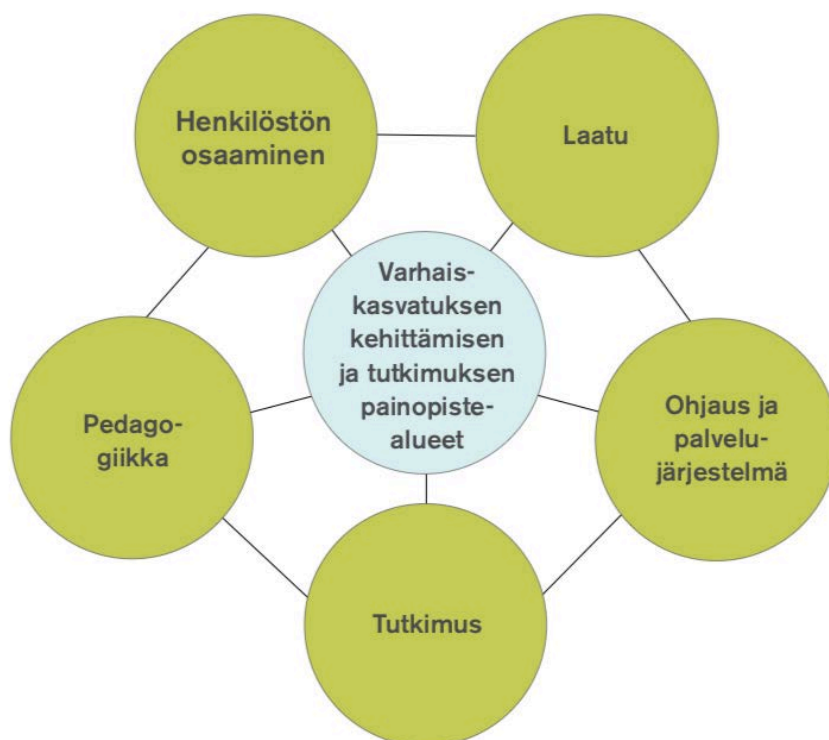 Henkilöstön
osaaminen
Laatu
Varhais-
kasvatuksen
kehittämisen
ja tutkimuksen
painopiste-
alueet
Pedago-
giikka
Ohjaus ja
palvelu-
järjestelmä
Tutkimus